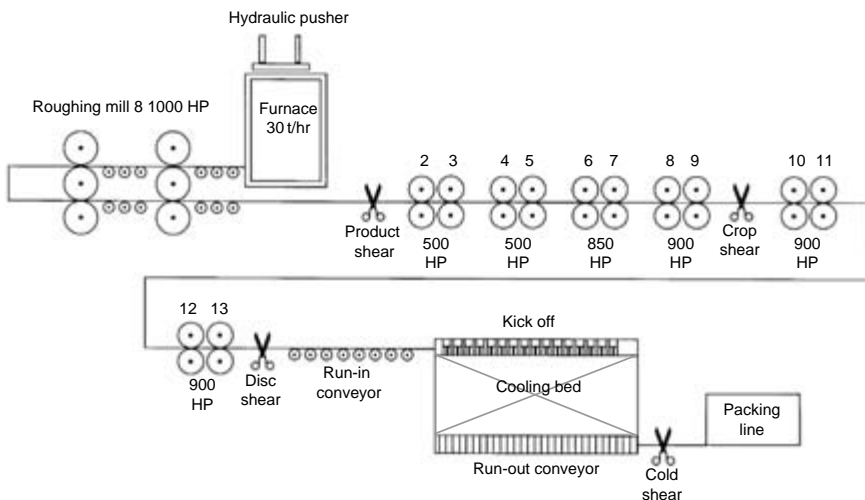 Hydraulic pusher
Roughing mill 8 1000 HP
Furnace
30 t/hr
2 3 4 5 6 7 8 9 10 11
Product
shear
500
HP
500
HP
850
HP
900
HP
Crop
shear
900
HP
12 13
900
HP
Disc
shear
Run-in
conveyor
Kick off
Cooling bed
Run-out conveyor
Cold
shear
Packing
line